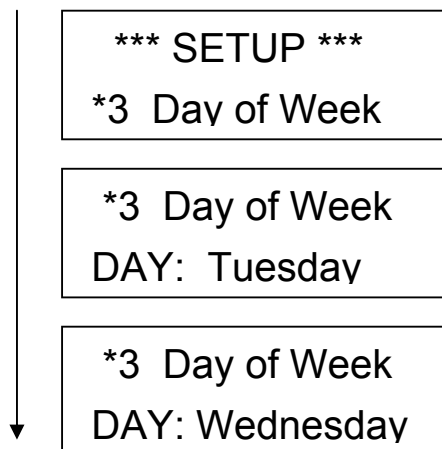 *** SETUP ***
*3 Day of Week
*3 Day of Week
DAY: Tuesday
*3 Day of Week
DAY: Wednesday